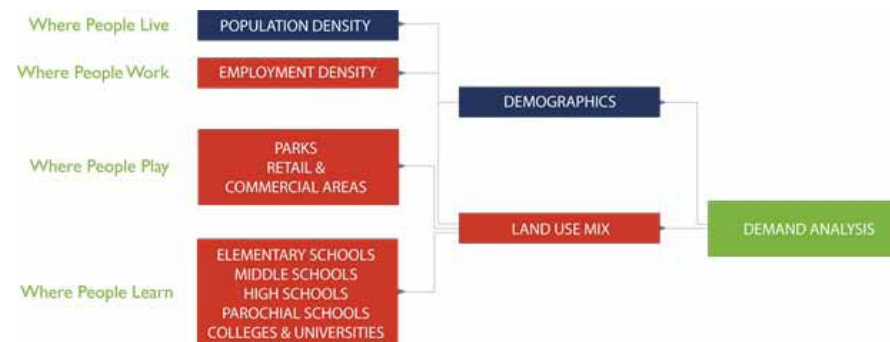 Where People Live
POPULATION DENSITY
Where People Work
EMPLOYMENT DENSITY
DEMOGRAPHICS
Where People Play
PARKS
RETAIL &
COMMERCIAL AREAS
LAND USE MIX
DEMAND ANALYSIS
Where People Learn
ELEMENTARY SCHOOLS
MIDDLE SCHOOLS
HIGH SCHOOLS
PAROCHIAL SCHOOLS
COLLEGES & UNIVERSITIES